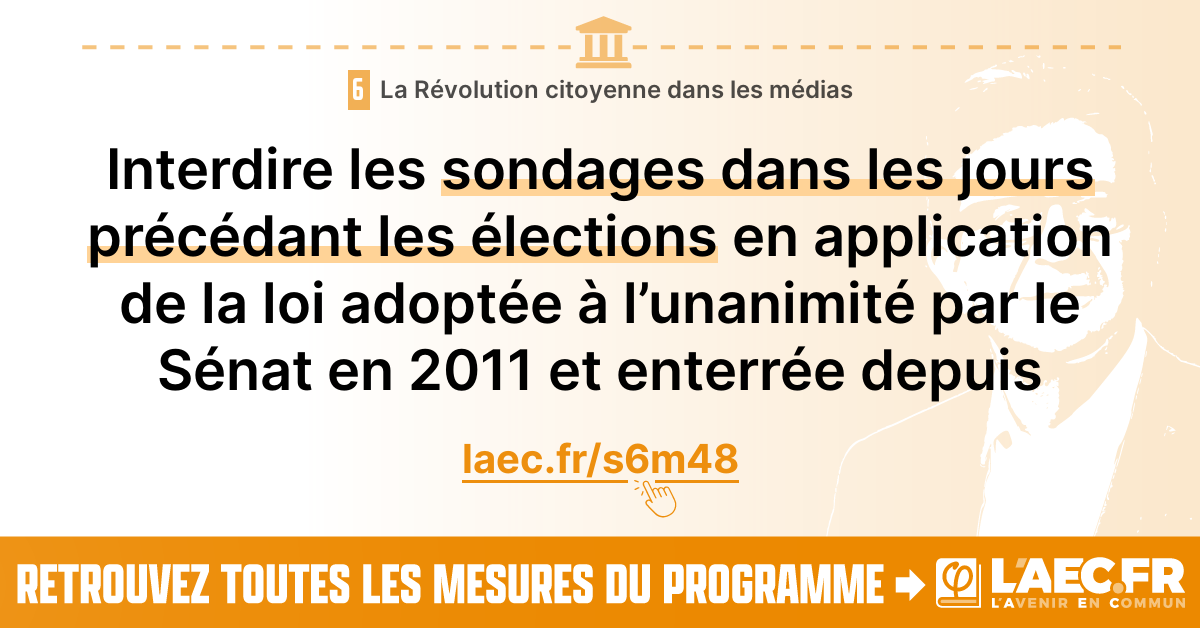 6 La Révolution citoyenne dans les médias
Interdire les sondages dans les jours
précédant les élections en application
de la loi adoptée à l’unanimité par le
Sénat en 2011 et enterrée depuis
laec.fr/s6m48
RETROUVEZ TOUTES LES MESURES DU PROGRAMME → φ L'AEC.FR
L'AVENIR EN COMMUN